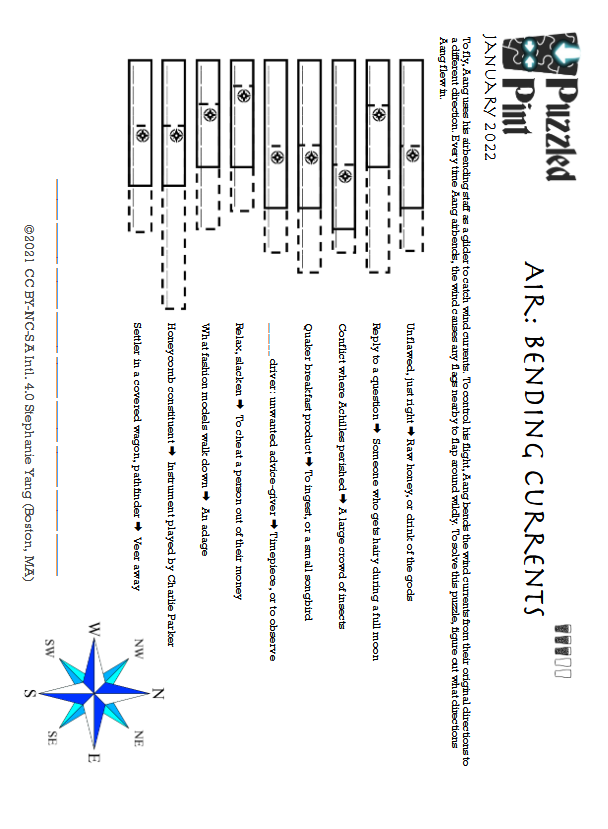 Puzzled
Pint
JANUARY 2022
AIR: BENDING CURRENTS
To fly, Aang uses his airbending staff as a glider to catch wind currents. To control his flight, Aang bends the wind currents from their original directions to
a different direction. Every time Aang airbends, the wind causes any flags nearby to flap around wildly. To solve this puzzle, figure out what directions
Aang flew in.
Unflawed, just right ➡ Raw honey, or drink of the gods
Reply to a question ➡ Someone who gets hairy during a full moon
Conflict where Achilles perished ➡ A large crowd of insects
Quaker breakfast product ➡ To ingest, or a small songbird
_____ driver: unwanted advice-giver ➡ Timepiece, or to observe
Relax, slacken ➡ To cheat a person out of their money
What fashion models walk down ➡ An adage
Honeycomb constituent ➡ Instrument played by Charlie Parker
Settler in a covered wagon, pathfinder ➡ Veer away
N
NE
E
SE
S
SW
W
NW
©2021 CC BY-NC-SA Intl. 4.0 Stephanie Yang (Boston, MA)